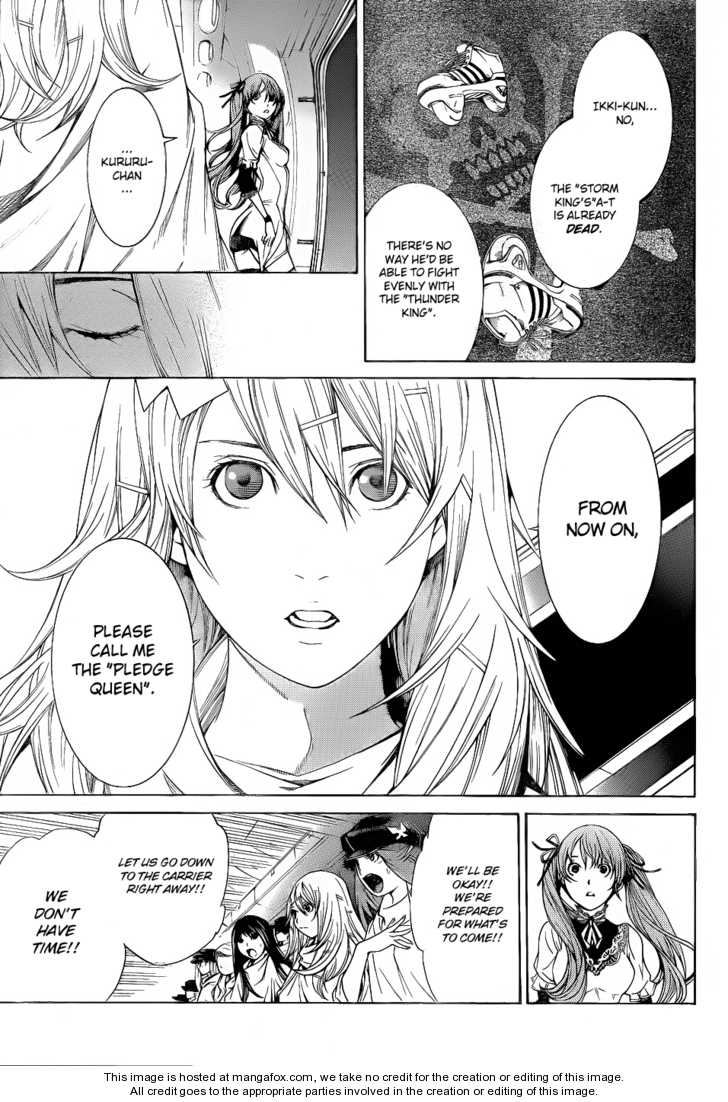 IKKI-KUN...
NO,
THE "STORM
KING'S"A-T
IS ALREADY
DEAD.
THERE'S NO
WAY HE'D BE
ABLE TO FIGHT
EVENLY WITH
THE "THUNDER
KING".
...
KURURU-
CHAN
...
FROM
NOW ON,
PLEASE
CALL ME
THE "PLEDGE
QUEEN".
WE'LL BE
OKAY!!
WE'RE
PREPARED
FOR WHAT'S
TO COME!!
LET US GO DOWN
TO THE CARRIER
RIGHT AWAY!!
WE
DON'T
HAVE
TIME!!
This image is hosted at mangafox.com, we take no credit for the creation or editing of this image.
All credit goes to the appropriate parties involved in the creation or editing of this image.